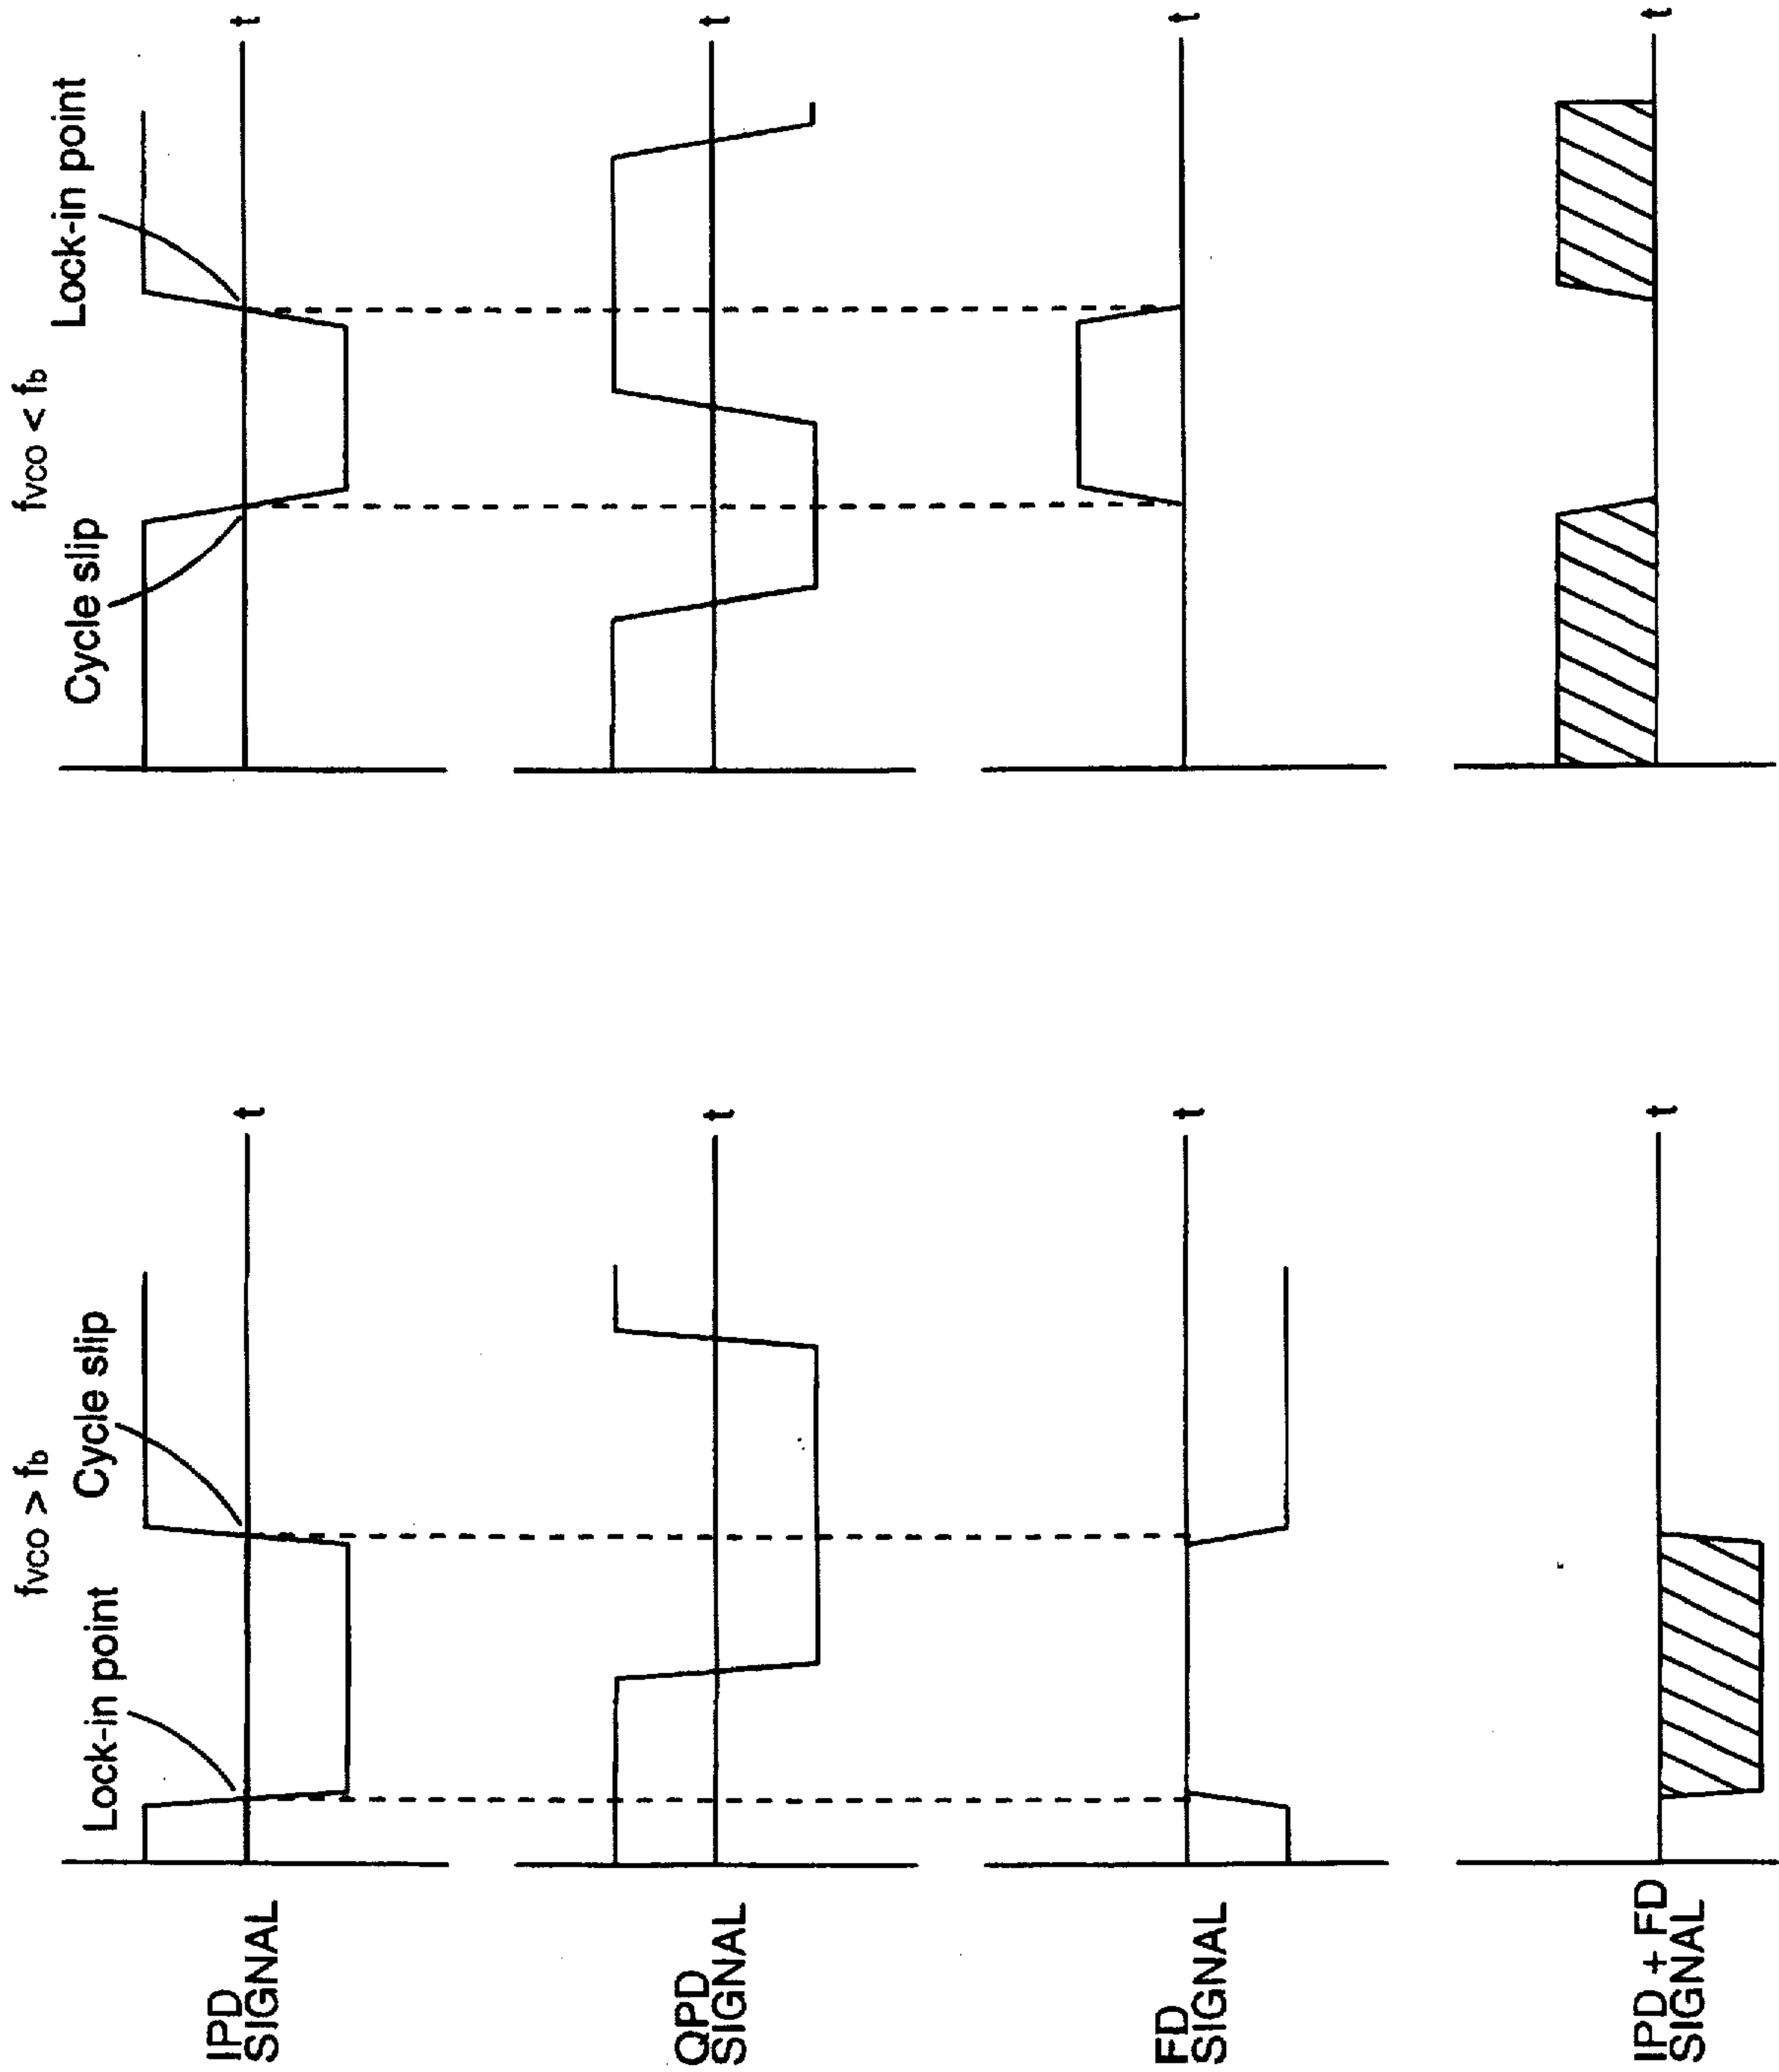 fVCO > fb
fVCO < fb
Lock-in point
Cycle slip
Cycle slip
Lock-in point
IPD
SIGNAL
t
t
QPD
SIGNAL
t
t
FD
SIGNAL
t
t
IPD + FD
SIGNAL
t
t